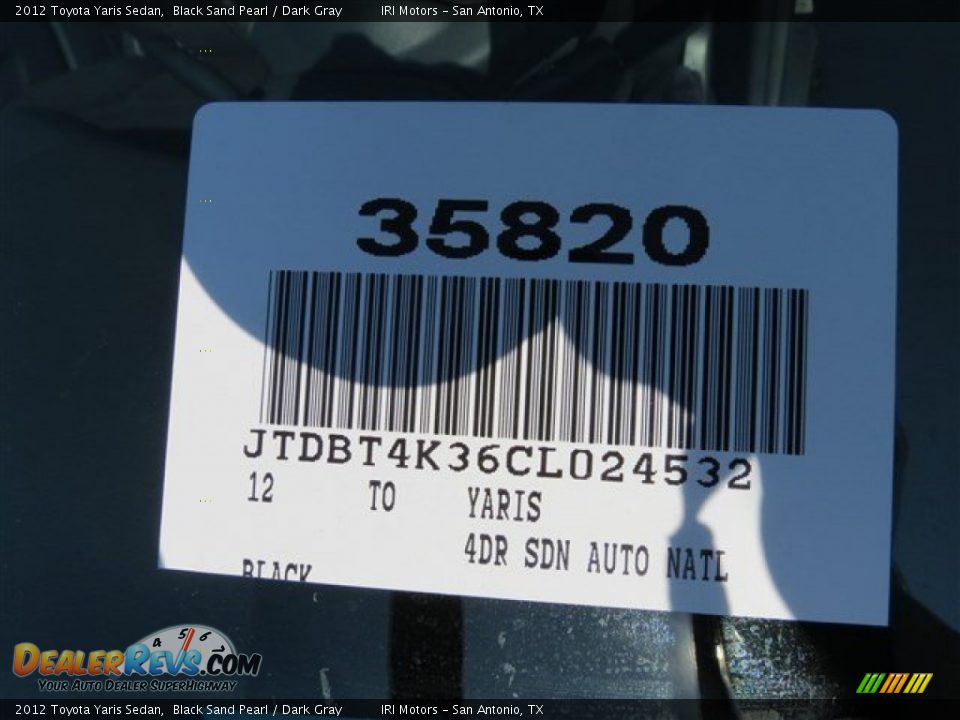 2012 Toyota Yaris Sedan, Black Sand Pearl / Dark Gray IRI Motors - San Antonio, TX
35820
JTDBT4K36CL024532
12 TO YARIS
4DR SDN AUTO NATL
BLACK
DealerRevs.com
Your Auto Dealer SuperHighway
2012 Toyota Yaris Sedan, Black Sand Pearl / Dark Gray IRI Motors - San Antonio, TX